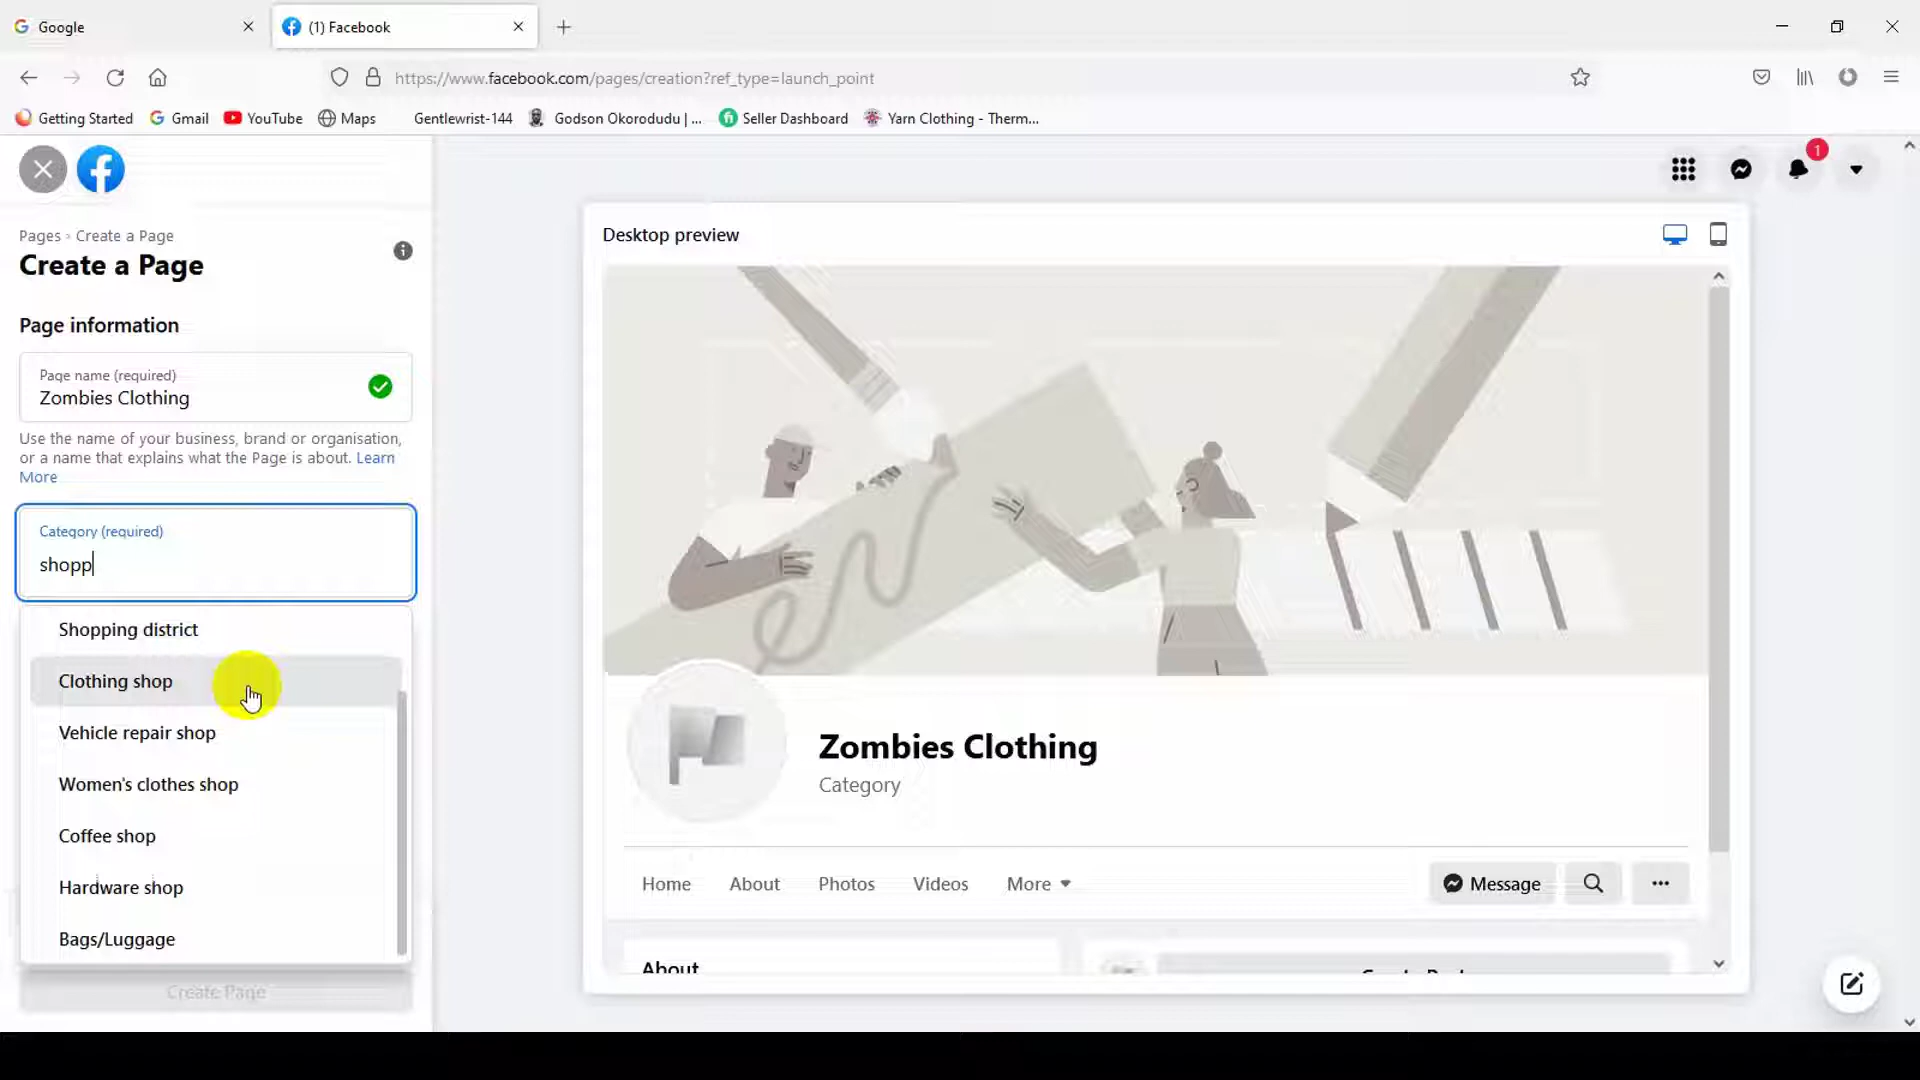 Google
(1) Facebook
https://www.facebook.com/pages/creation?ref_type=launch_point
Getting Started
Gmail
YouTube
Maps
Gentlewrist-144
Godson Okorodudu | ...
Seller Dashboard
Yarn Clothing - Therm...
1
Pages › Create a Page
Create a Page
Page information
Page name (required)
Zombies Clothing
Use the name of your business, brand or organisation,
or a name that explains what the Page is about. Learn
More
Category (required)
shopp
Shopping district
Clothing shop
Vehicle repair shop
Women's clothes shop
Coffee shop
Hardware shop
Bags/Luggage
Create Page
Desktop preview
Zombies Clothing
Category
Home
About
Photos
Videos
More
Message
About